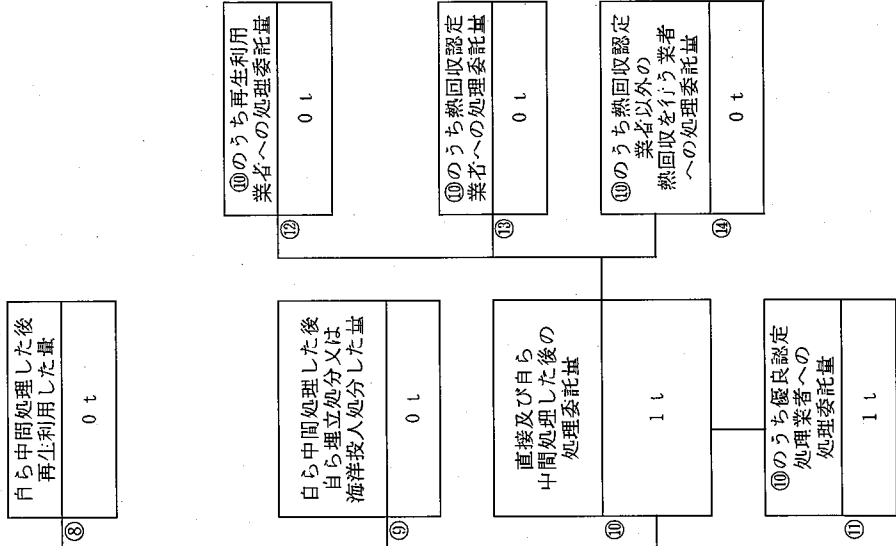 ⑧
自ら中間処理した後
再生利用した量
0 t
⑨
自ら中間処理した後
自ら埋立処分又は
海洋投入処分した量
0 t
⑩
直接及び自ら
中間処理した後の
処理委託量
1 t
⑪
⑩のうち優良認定
処理業者への
処理委託量
1 t
⑫
⑩のうち再生利用
業者への処理委託量
0 t
⑬
⑩のうち熱回収認定
業者への処理委託量
0 t
⑭
⑩のうち熱回収認定
業者以外の
熱回収を行う業者
への処理委託量
0 t